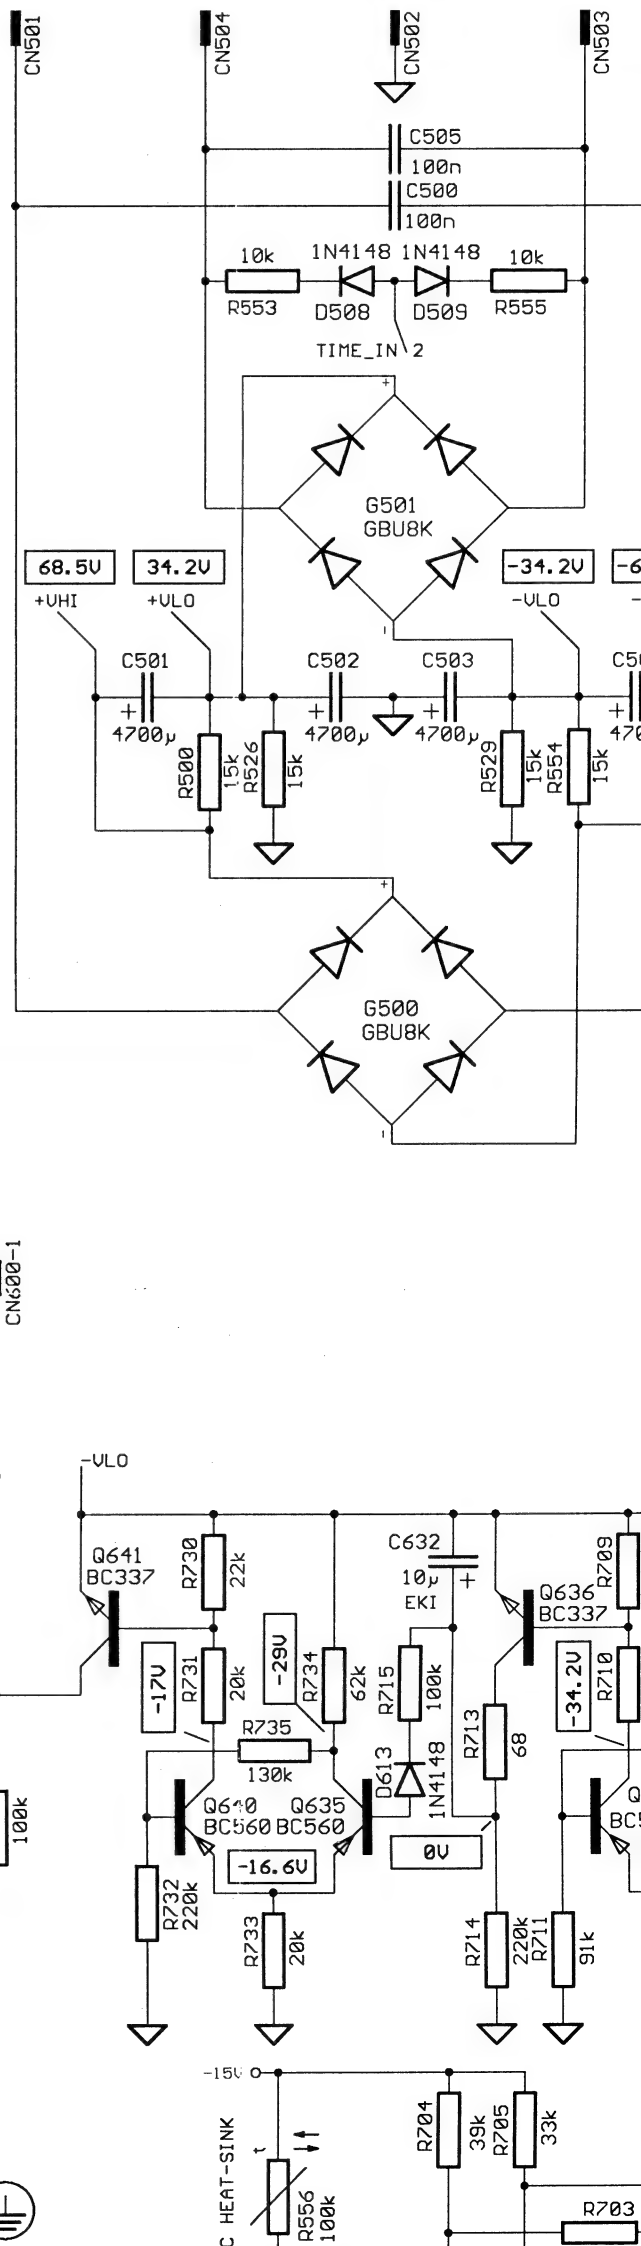 CN501
CN504
CN502
CN503
C505
100n
C500
100n
10k
1N4148
1N4148
10k
R553
D508
D509
R555
TIME_IN 2
+
G501
GBU8K
68.5V
34.2V
-34.2V
+VHI
+VLO
-VLO
C501
C502
C503
+
4700µ
+
4700µ
+
4700µ
+
R500
15k
R526
15k
R529
15k
R554
15k
+
G500
GBU8K
CN600-1
-VLO
Q641
BC337
R730
22k
C632
10µ
+
EKI
Q636
BC337
R709
-17V
R731
20k
-29V
R734
62k
R715
100k
R713
68
-34.2V
R710
R735
130k
D613
1N4148
Q640
BC560
Q635
BC560
100k
-16.6V
0V
R732
220k
R733
20k
R714
220k
R711
91k
-15V
HEAT-SINK
t
R556
100k
R704
39k
R705
33k
R703